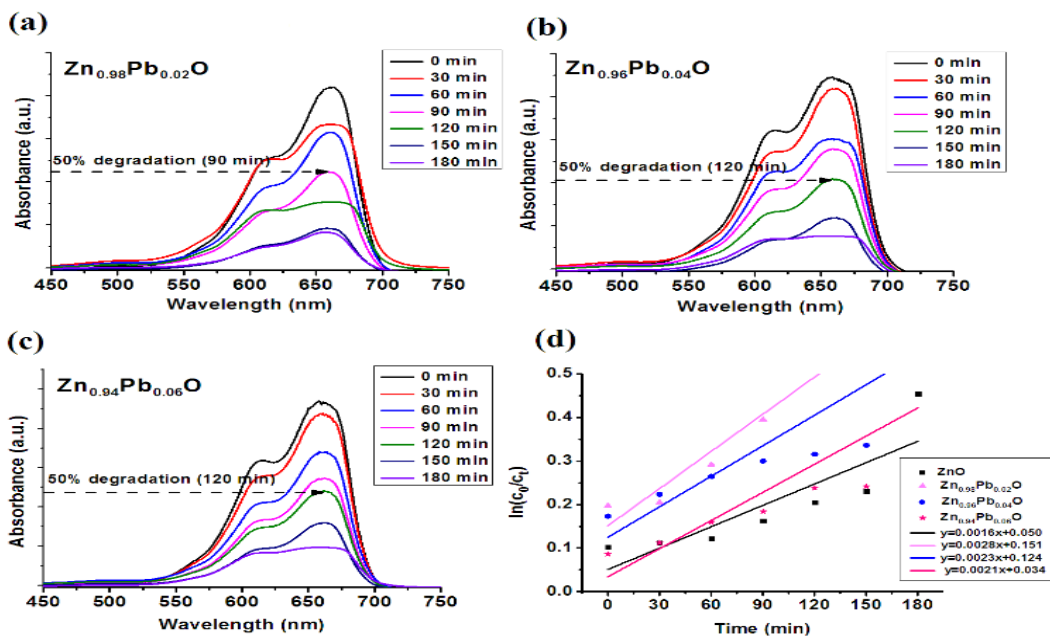 (a)
Zn0.98Pb0.02O
0 min
30 min
60 min
90 min
120 min
150 min
180 min
50% degradation (90 min)
Absorbance (a.u.)
450 500 550 600 650 700 750
Wavelength (nm)
(b)
Zn0.96Pb0.04O
0 min
30 min
60 min
90 min
120 min
150 min
180 min
50% degradation (120 min)
Absorbance (a.u.)
450 500 550 600 650 700 750
Wavelength (nm)
(c)
Zn0.94Pb0.06O
0 min
30 min
60 min
90 min
120 min
150 min
180 min
50% degradation (120 min)
Absorbance (a.u.)
450 500 550 600 650 700 750
Wavelength (nm)
(d)
0.5
0.4
0.3
0.2
0.1
0.0
ln(c0/ct)
ZnO
Zn0.98Pb0.02O
Zn0.96Pb0.04O
Zn0.94Pb0.06O
y=0.0016x+0.050
y=0.0028x+0.151
y=0.0023x+0.124
y=0.0021x+0.034
0 30 60 90 120 150 180
Time (min)